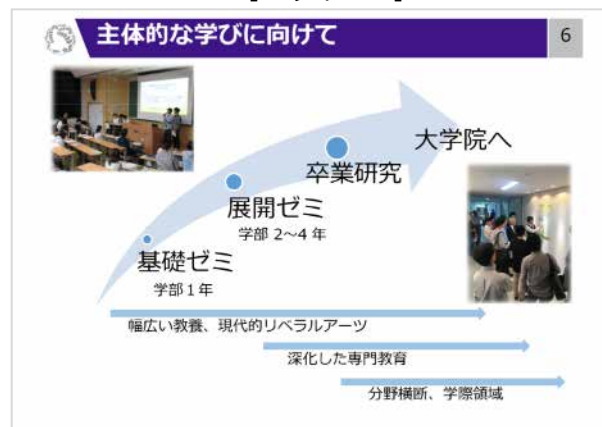 主体的な学びに向けて
6
大学院へ
卒業研究
展開ゼミ
学部 2~4 年
基礎ゼミ
学部 1 年
幅広い教養、現代的リベラルアーツ
深化した専門教育
分野横断、学際領域